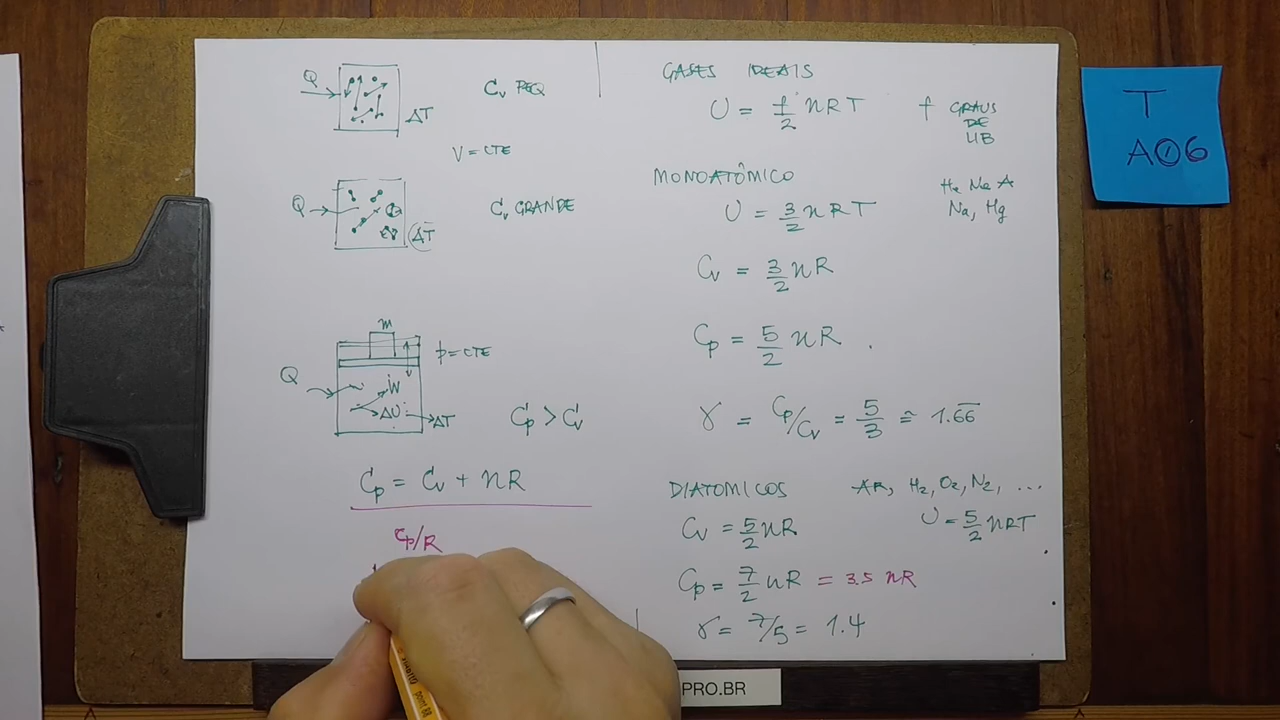 Q
ΔT
Cv PEQ
V = CTE
Q
ΔT
Cv GRANDE
m
p = CTE
Q
W
ΔU
ΔT
Cp > Cv
Cp = Cv + nR
Cp/R
GASES IDEAIS
U = f/2 nRT
f GRAUS
DE
LIB
MONOATÔMICO
He Ne A
Na, Hg
U = 3/2 nRT
Cv = 3/2 nR
Cp = 5/2 nR
γ = Cp/Cv = 5/3 ≅ 1.66
DIATOMICOS
AR, H2, O2, N2, ...
U = 5/2 nRT
Cv = 5/2 nR
Cp = 7/2 nR = 3.5 nR
γ = 7/5 = 1.4
T
A06
PRO.BR